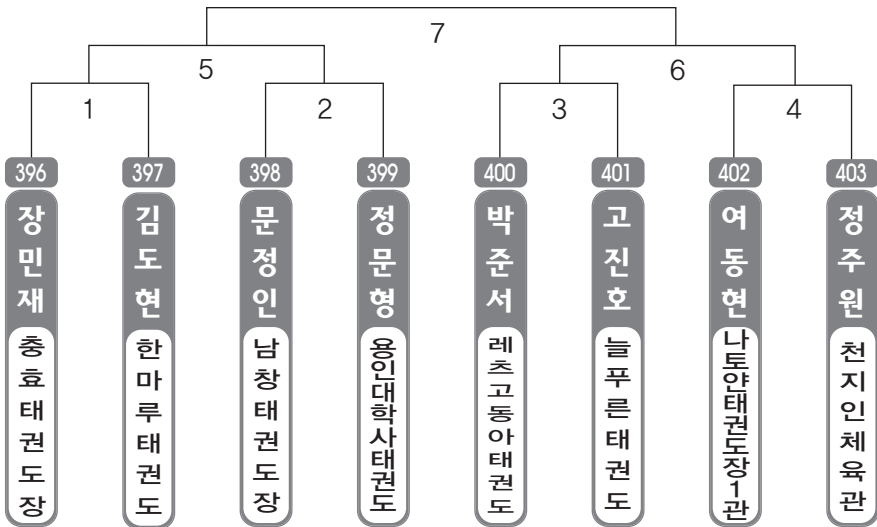 7
5 6
1 2 3 4
396 397 398 399 400 401 402 403
장민재
충효태권도장
김도현
한마루태권도
문정인
남창태권도장
정문형
용인대학사태권도
박준서
레츠고동아태권도
고진호
늘푸른태권도
여동현
나토얀태권도장1관
정주원
천지인체육관